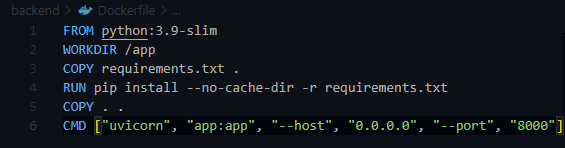 backend > Dockerfile > ...
1 FROM python:3.9-slim
2 WORKDIR /app
3 COPY requirements.txt .
4 RUN pip install --no-cache-dir -r requirements.txt
5 COPY . .
6 CMD ["uvicorn", "app:app", "--host", "0.0.0.0", "--port", "8000"]